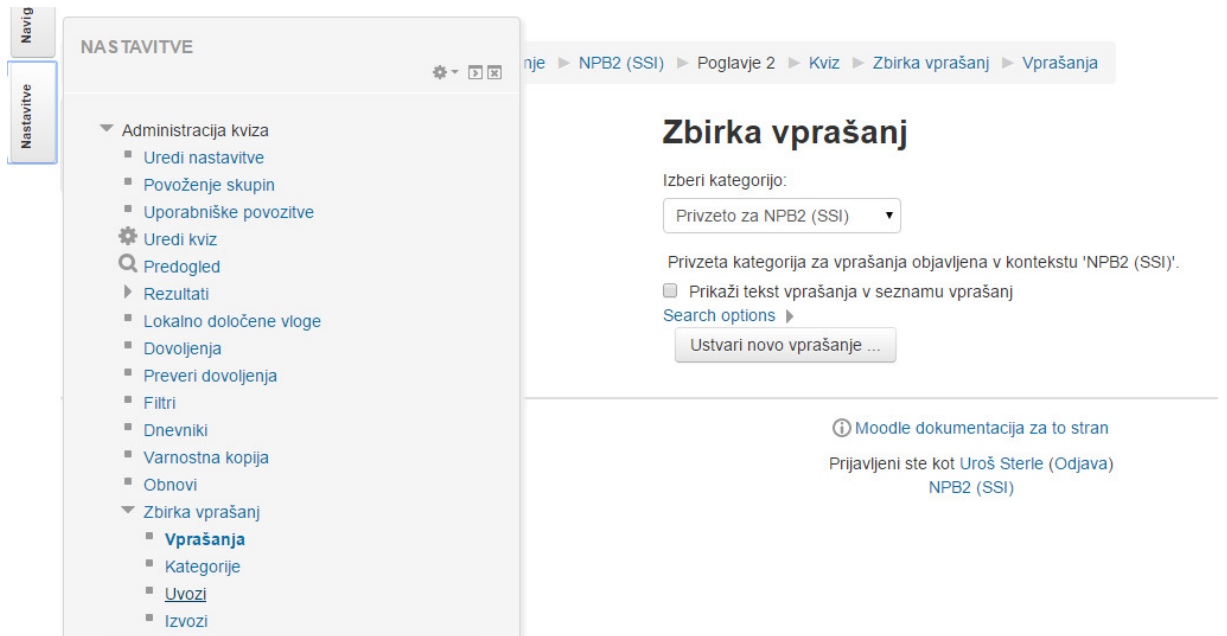 Navig
Nastavitve
NASTAVITVE
Administracija kviza
Uredi nastavitve
Povoženje skupin
Uporabniške povozitve
Uredi kviz
Predogled
Rezultati
Lokalno določene vloge
Dovoljenja
Preveri dovoljenja
Filtri
Dnevniki
Varnostna kopija
Obnovi
Zbirka vprašanj
Vprašanja
Kategorije
Uvozi
Izvozi
nje ► NPB2 (SSI) ► Poglavje 2 ► Kviz ► Zbirka vprašanj ► Vprašanja
Zbirka vprašanj
Izberi kategorijo:
Privzeto za NPB2 (SSI)
Privzeta kategorija za vprašanja objavljena v kontekstu 'NPB2 (SSI)'.
Prikaži tekst vprašanja v seznamu vprašanj
Search options
Ustvari novo vprašanje ...
Moodle dokumentacija za to stran
Prijavljeni ste kot Uroš Sterle (Odjava)
NPB2 (SSI)